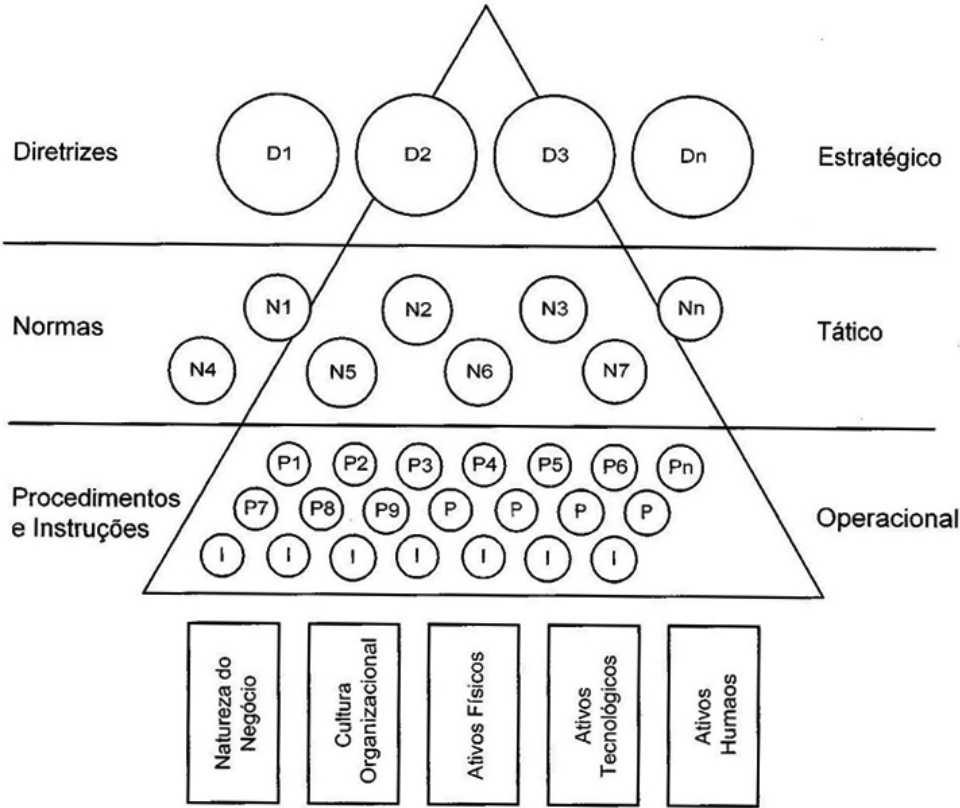 Diretrizes
D1 D2 D3 Dn
Estratégico
Normas
N1 N2 N3 Nn
N4 N5 N6 N7
Tático
Procedimentos
e Instruções
P1 P2 P3 P4 P5 P6 Pn
P7 P8 P9 P P P P
I I I I I I I
Operacional
Natureza do
Negócio
Cultura
Organizacional
Ativos Físicos
Ativos
Tecnológicos
Ativos
Humaos